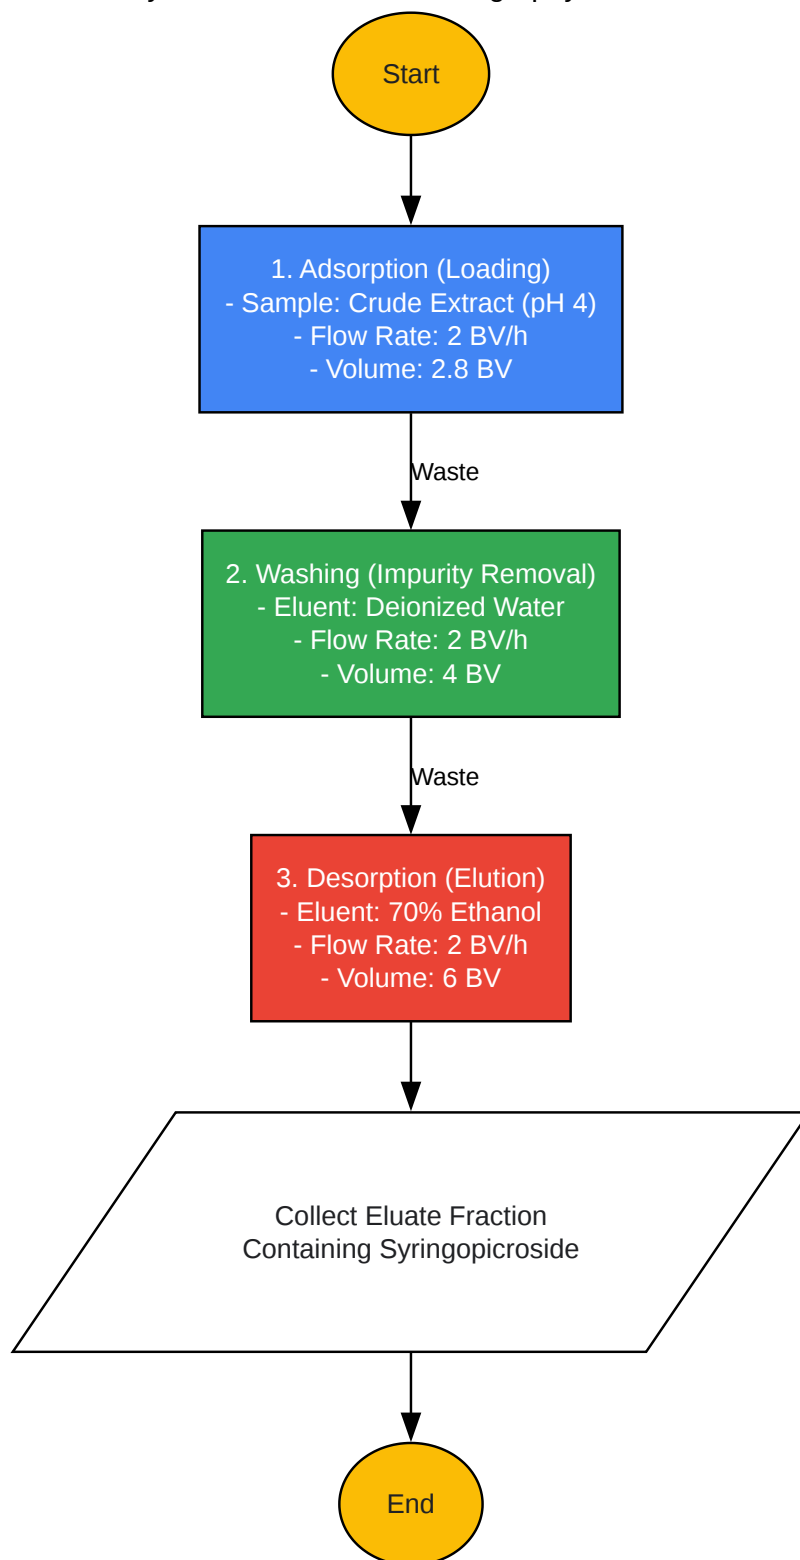 Start
1. Adsorption (Loading)
- Sample: Crude Extract (pH 4)
- Flow Rate: 2 BV/h
- Volume: 2.8 BV
Waste
2. Washing (Impurity Removal)
- Eluent: Deionized Water
- Flow Rate: 2 BV/h
- Volume: 4 BV
Waste
3. Desorption (Elution)
- Eluent: 70% Ethanol
- Flow Rate: 2 BV/h
- Volume: 6 BV
Collect Eluate Fraction
Containing Syringopicroside
End